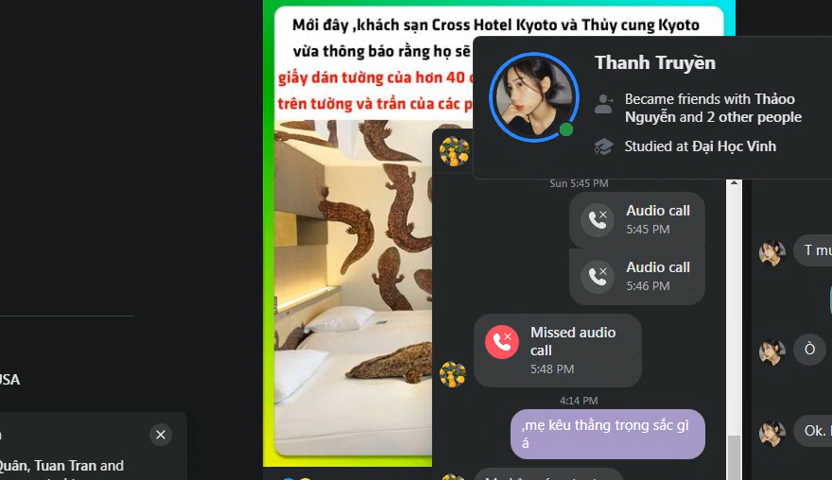 Mới đây ,khách sạn Cross Hotel Kyoto và Thủy cung Kyoto
vừa thông báo rằng họ sẽ
giấy dán tường của hơn 40
trên tường và trần của các
Thanh Truyền
Became friends with Thảoo
Nguyễn and 2 other people
Studied at Đại Học Vinh
Sun 5:45 PM
Audio call
5:45 PM
Audio call
5:46 PM
Missed audio
call
5:48 PM
4:14 PM
,mẹ kêu thằng trọng sắc gì
á
T
Ò
Ok.
USA
Quân, Tuan Tran and